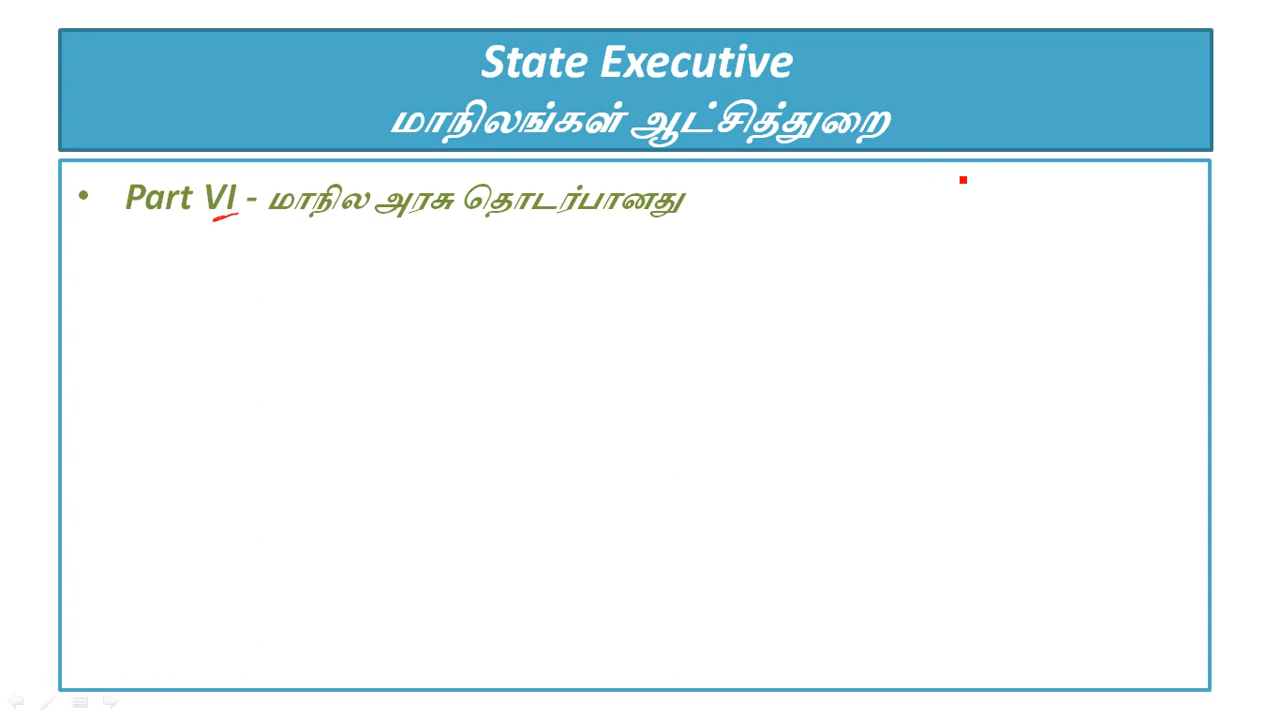 State Executive
மாநிலங்கள் ஆட்சித்துறை
• Part VI - மாநில அரசு தொடர்பானது